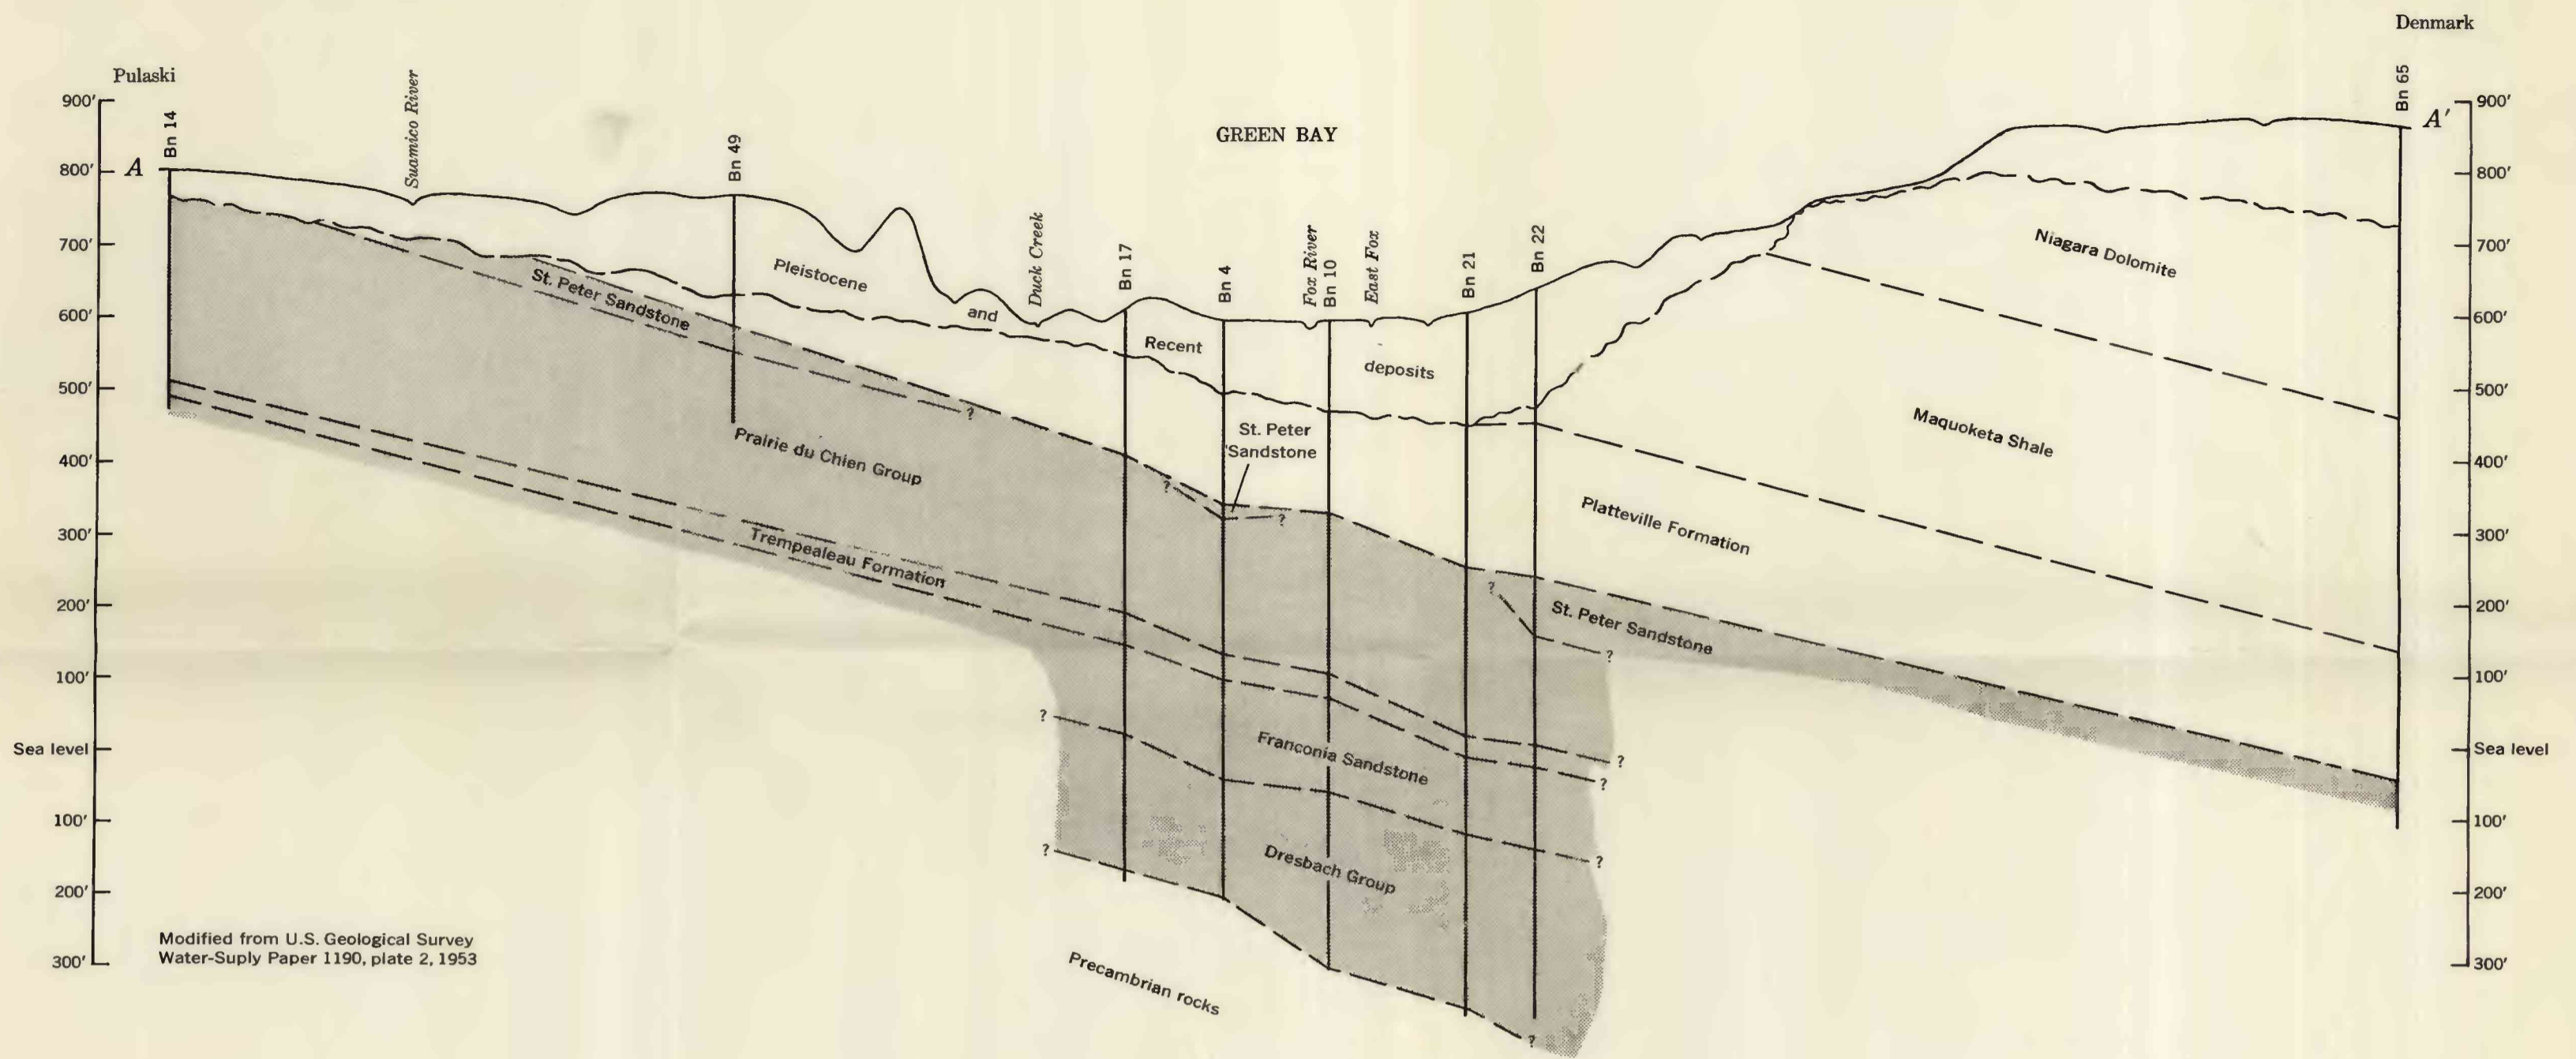 Denmark
Pulaski
Suamico River
Bn 65
900'
900'
Bn 14
A'
GREEN BAY
Bn 49
800'
A
800'
Duck Creek
Fox River
East Fox
Bn 17
Bn 4
Bn 10
Bn 21
Bn 22
700'
700'
Niagara Dolomite
St. Peter Sandstone
Pleistocene
and
Recent
deposits
600'
600'
500'
500'
?
Maquoketa Shale
St. Peter
Sandstone
Prairie du Chien Group
400'
400'
?
?
Platteville Formation
300'
300'
Trempealeau Formation
?
St. Peter Sandstone
200'
200'
?
100'
100'
?
Franconia Sandstone
Sea level
Sea level
?
?
100'
100'
?
Dresbach Group
?
200'
200'
Modified from U.S. Geological Survey
Water-Suply Paper 1190, plate 2, 1953
300'
300'
Precambrian rocks
?